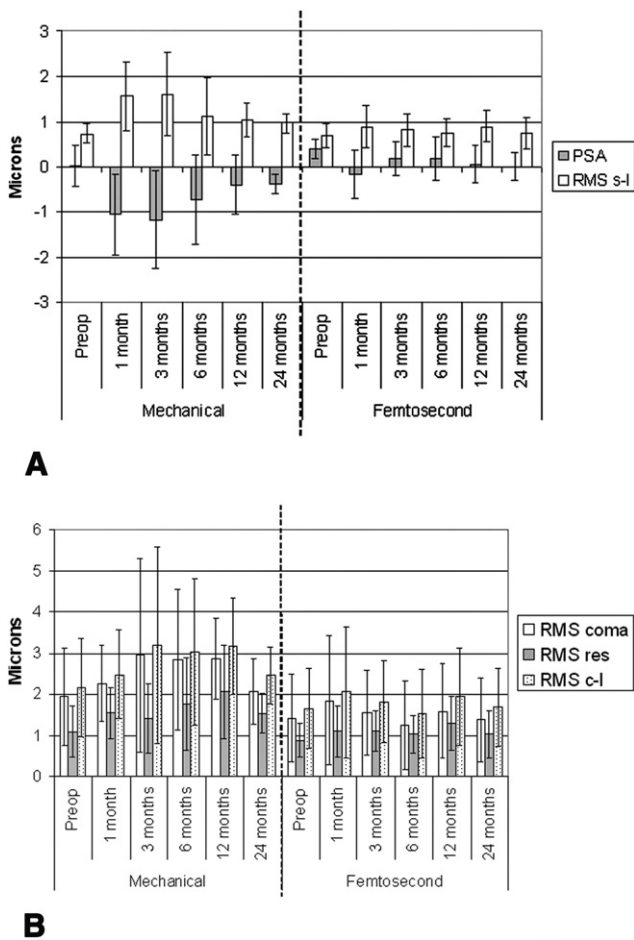 3
2
1
0
-1
-2
-3
Microns
PSA
RMS s-l
Preop
1 month
3 months
6 months
12 months
24 months
Preop
1 month
3 months
6 months
12 months
24 months
Mechanical
Femtosecond
A
6
5
4
3
2
1
0
Microns
RMS coma
RMS res
RMS c-l
Preop
1 month
3 months
6 months
12 months
24 months
Preop
1 month
3 months
6 months
12 months
24 months
Mechanical
Femtosecond
B